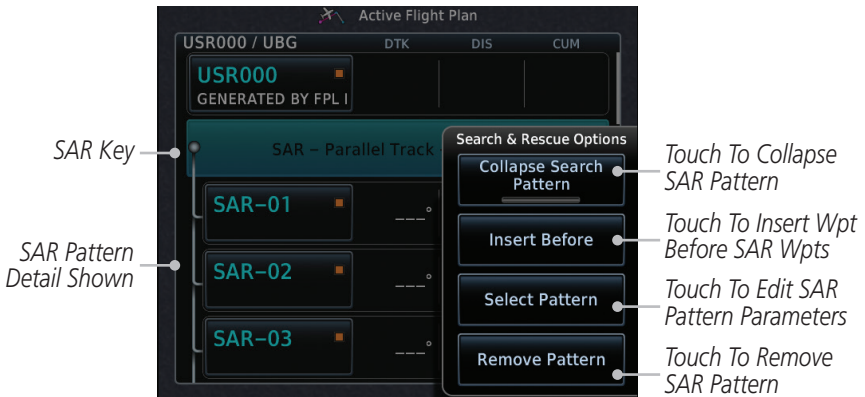 Active Flight Plan
USR000 / UBG DTK DIS CUM
USR000
GENERATED BY FPL I
SAR Key
SAR – Parallel Track
Search & Rescue Options
Collapse Search
Pattern
Touch To Collapse
SAR Pattern
SAR–01
___°
Insert Before
Touch To Insert Wpt
Before SAR Wpts
SAR Pattern
Detail Shown
SAR–02
___°
Select Pattern
Touch To Edit SAR
Pattern Parameters
SAR–03
___°
Remove Pattern
Touch To Remove
SAR Pattern